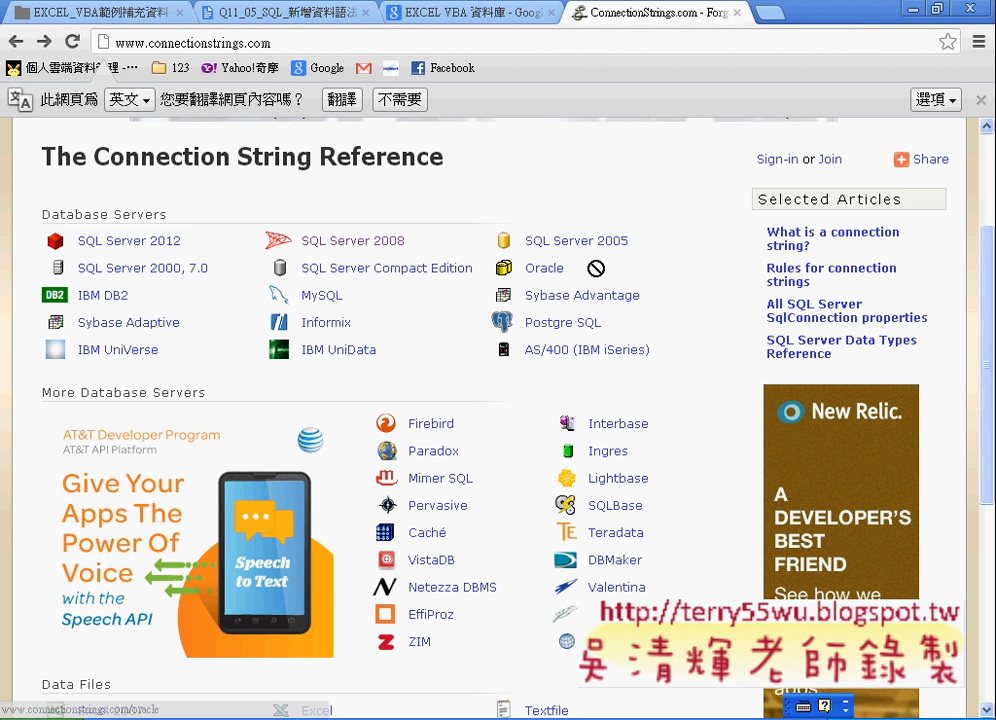 EXCEL_VBA範例補充資料
Q11_05_SQL_新增資料語法
EXCEL VBA 資料庫 - Goog
ConnectionStrings.com - Forg
www.connectionstrings.com
個人雲端資料
理 -…
123
Yahoo!奇摩
Google
Facebook
此網頁爲 英文 您要翻譯網頁內容嗎？ 翻譯 不需要 選項
The Connection String Reference
Sign-in or Join
Share
Database Servers
SQL Server 2012
SQL Server 2008
SQL Server 2005
SQL Server 2000, 7.0
SQL Server Compact Edition
Oracle
DB2
IBM DB2
MySQL
Sybase Advantage
Sybase Adaptive
Informix
Postgre SQL
IBM UniVerse
IBM UniData
AS/400 (IBM iSeries)
Selected Articles
What is a connection
string?
Rules for connection
strings
All SQL Server
SqlConnection properties
SQL Server Data Types
Reference
More Database Servers
AT&T Developer Program
AT&T API Platform
Give Your
Apps The
Power Of
Voice
with the
Speech API
Speech
to Text
Firebird
Interbase
Paradox
Ingres
Mimer SQL
Lightbase
Pervasive
SQLBase
Caché
TE
Teradata
VistaDB
DBMaker
Netezza DBMS
Valentina
EffiProz
ZIM
New Relic.
A
DEVELOPER'S
BEST
FRIEND
See how we
apps
http://terry55wu.blogspot.tw
吳清輝老師錄製
Data Files
www.connectionstrings.com/oracle
Excel
Textfile